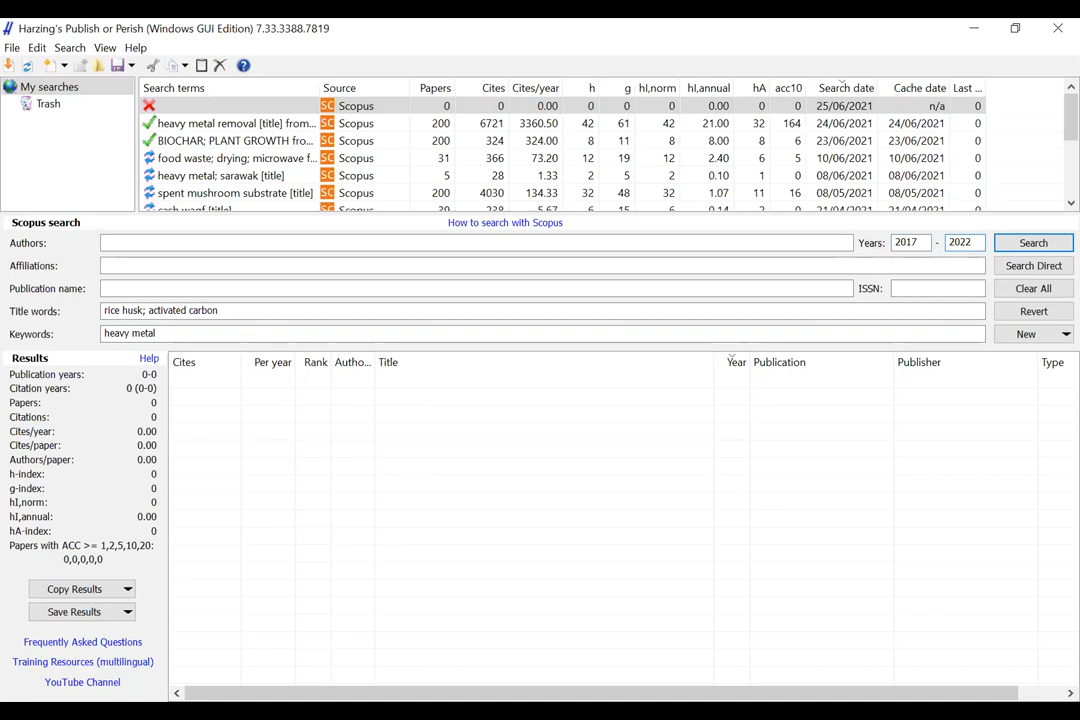 Harzing's Publish or Perish (Windows GUI Edition) 7.33.3388.7819
File Edit Search View Help
My searches
Trash
Search terms Source Papers Cites Cites/year h g hI,norm hI,annual hA acc10 Search date Cache date Last ...
SC Scopus 0 0 0.00 0 0 0 0.00 0 0 25/06/2021 n/a 0
heavy metal removal [title] from... SC Scopus 200 6721 3360.50 42 61 42 21.00 32 164 24/06/2021 24/06/2021 0
BIOCHAR; PLANT GROWTH fro... SC Scopus 200 324 324.00 8 11 8 8.00 8 6 23/06/2021 23/06/2021 0
food waste; drying; microwave f... SC Scopus 31 366 73.20 12 19 12 2.40 6 5 10/06/2021 10/06/2021 0
heavy metal; sarawak [title] SC Scopus 5 28 1.33 2 5 2 0.10 1 0 08/06/2021 08/06/2021 0
spent mushroom substrate [title] SC Scopus 200 4030 134.33 32 48 32 1.07 11 16 08/05/2021 08/05/2021 0
cash waqf [title] SC Scopus 39 238 5.67 6 15 6 0.14 2 0 21/04/2021 21/04/2021 0
Scopus search How to search with Scopus
Authors: Years: 2017 - 2022 Search
Affiliations: Search Direct
Publication name: ISSN: Clear All
Title words: rice husk; activated carbon Revert
Keywords: heavy metal New
Results Help
Cites Per year Rank Autho... Title Year Publication Publisher Type
Publication years: 0-0
Citation years: 0 (0-0)
Papers: 0
Citations: 0
Cites/year: 0.00
Cites/paper: 0.00
Authors/paper: 0.00
h-index: 0
g-index: 0
hI,norm: 0
hI,annual: 0.00
hA-index: 0
Papers with ACC >= 1,2,5,10,20:
0,0,0,0,0
Copy Results
Save Results
Frequently Asked Questions
Training Resources (multilingual)
YouTube Channel